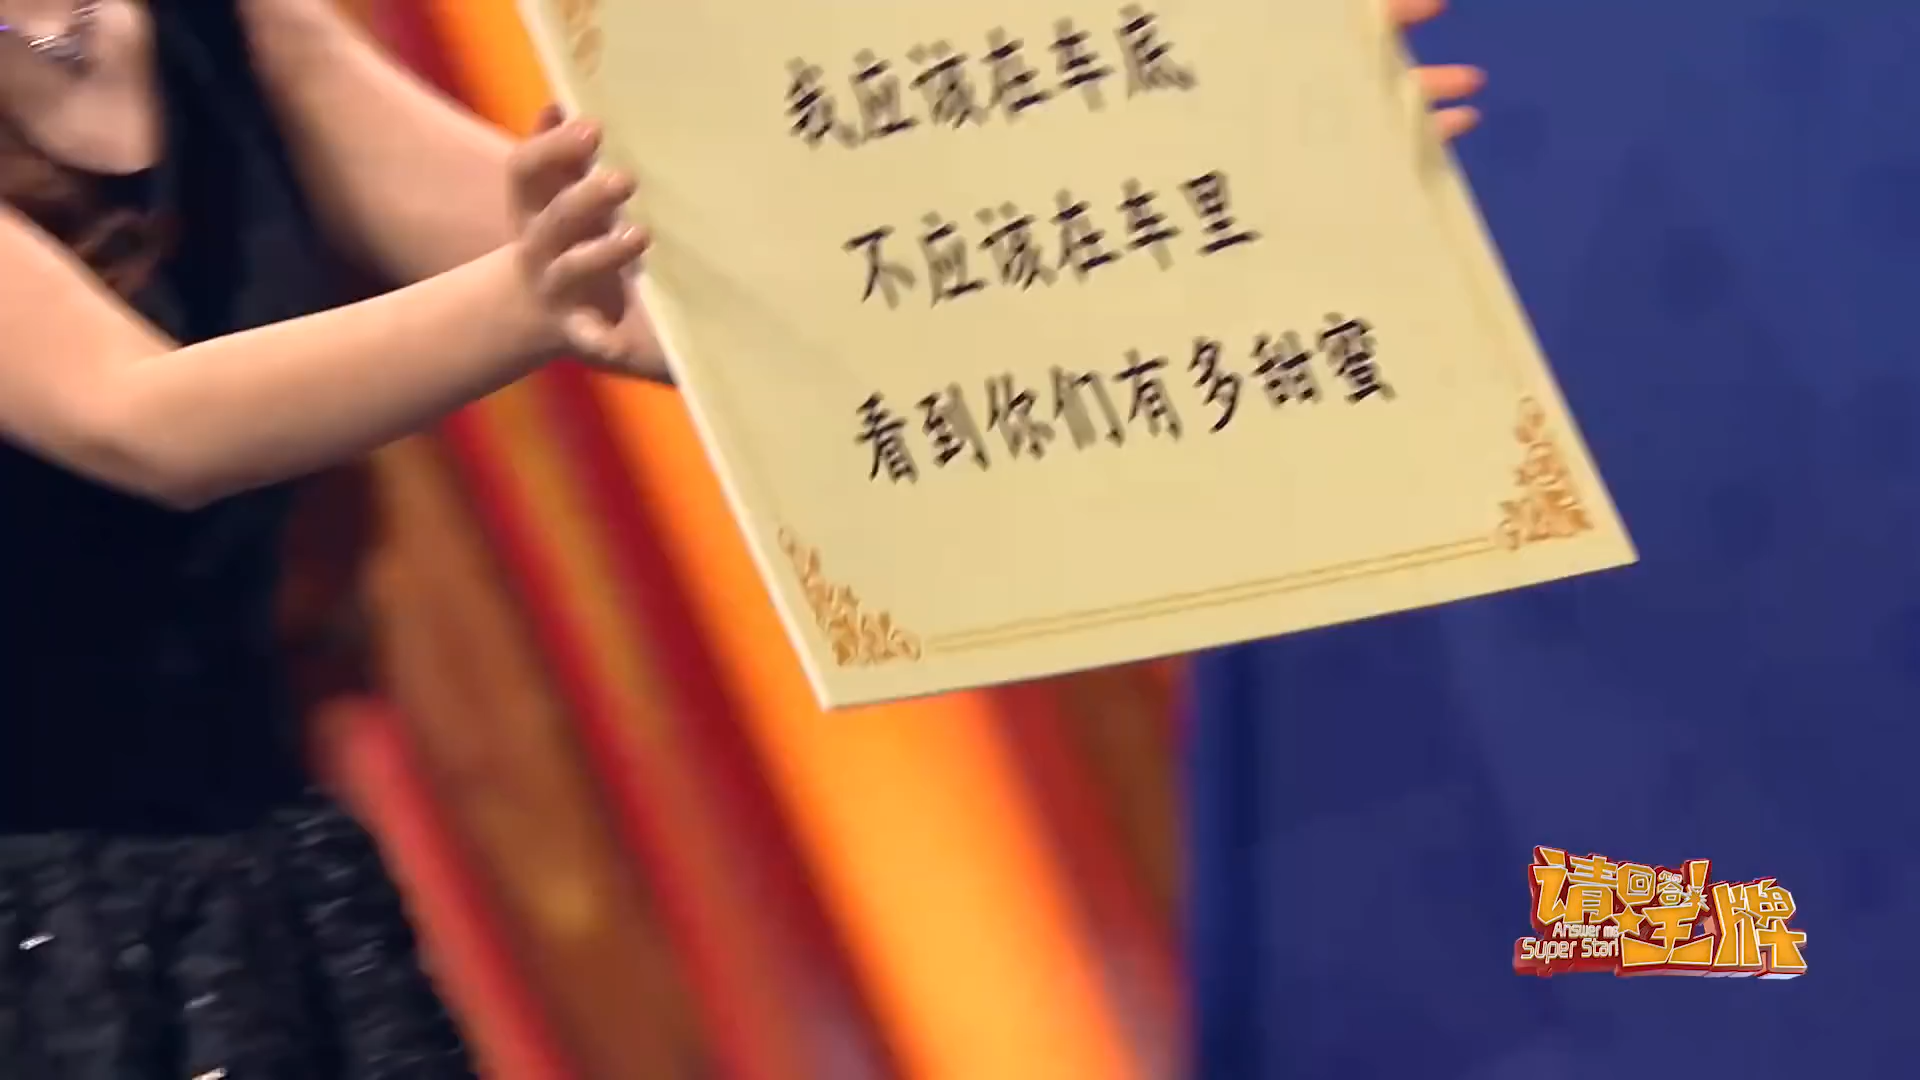 我应该在车底
不应该在车里
看到你们有多甜蜜
请回答！王牌
Answer me
Super Star!